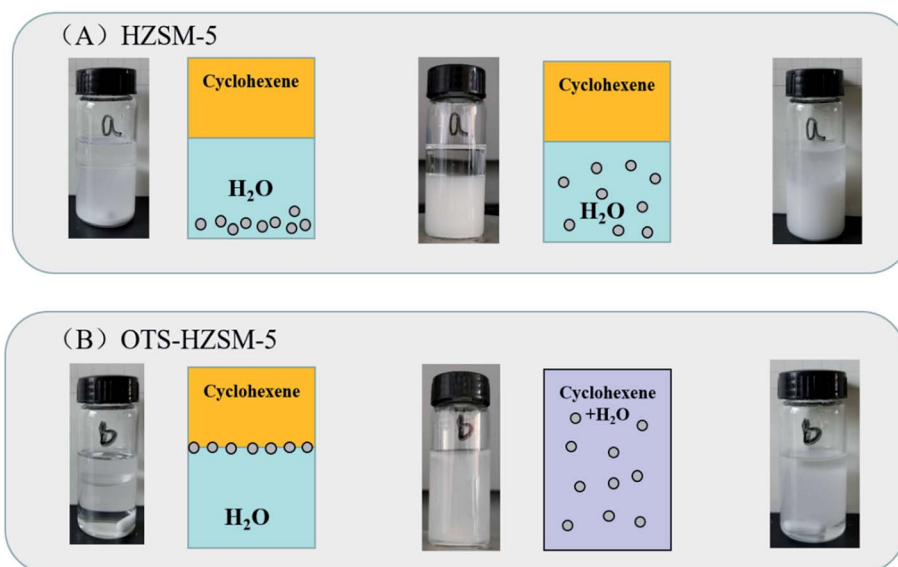 （A）HZSM-5
a
Cyclohexene
H₂O
a
Cyclohexene
H₂O
a
（B）OTS-HZSM-5
b
Cyclohexene
H₂O
b
Cyclohexene
+H₂O
b